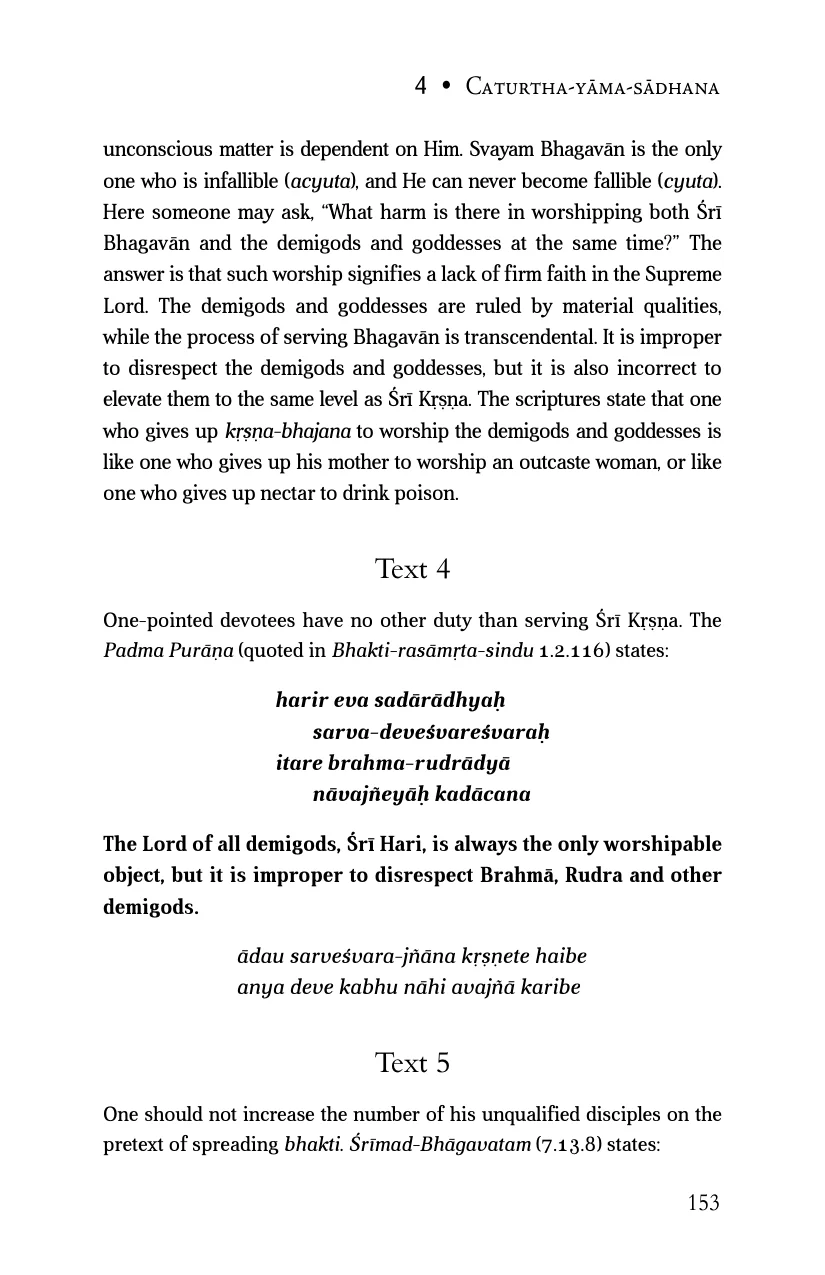 4 • Caturtha-yāma-sādhana
unconscious matter is dependent on Him. Svayam Bhagavān is the only
one who is infallible (acyuta), and He can never become fallible (cyuta).
Here someone may ask, “What harm is there in worshipping both Śrī
Bhagavān and the demigods and goddesses at the same time?” The
answer is that such worship signifies a lack of firm faith in the Supreme
Lord. The demigods and goddesses are ruled by material qualities,
while the process of serving Bhagavān is transcendental. It is improper
to disrespect the demigods and goddesses, but it is also incorrect to
elevate them to the same level as Śrī Kṛṣṇa. The scriptures state that one
who gives up kṛṣṇa-bhajana to worship the demigods and goddesses is
like one who gives up his mother to worship an outcaste woman, or like
one who gives up nectar to drink poison.
Text 4
One-pointed devotees have no other duty than serving Śrī Kṛṣṇa. The
Padma Purāṇa (quoted in Bhakti-rasāmṛta-sindu 1.2.116) states:
harir eva sadārādhyaḥ
sarva-deveśvareśvaraḥ
itare brahma-rudrādyā
nāvajñeyāḥ kadācana
The Lord of all demigods, Śrī Hari, is always the only worshipable
object, but it is improper to disrespect Brahmā, Rudra and other
demigods.
ādau sarveśvara-jñāna kṛṣṇete haibe
anya deve kabhu nāhi avajñā karibe
Text 5
One should not increase the number of his unqualified disciples on the
pretext of spreading bhakti. Śrīmad-Bhāgavatam (7.13.8) states:
153